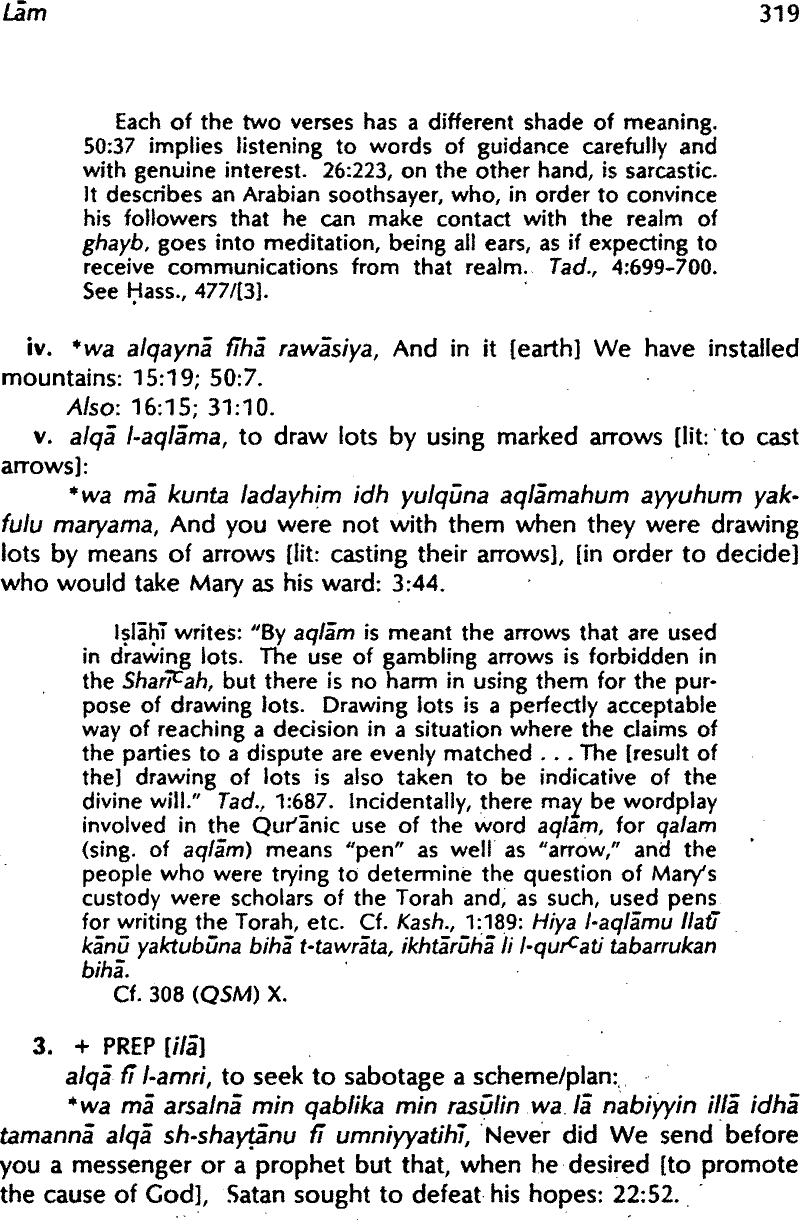 Lām 319
Each of the two verses has a different shade of meaning.
50:37 implies listening to words of guidance carefully and
with genuine interest. 26:223, on the other hand, is sarcastic.
It describes an Arabian soothsayer, who, in order to convince
his followers that he can make contact with the realm of
ghayb, goes into meditation, being all ears, as if expecting to
receive communications from that realm. Tad., 4:699-700.
See Ḥass., 477/[3].
iv. *wa alqaynā fīhā rawāsiya, And in it [earth] We have installed
mountains: 15:19; 50:7.
Also: 16:15; 31:10.
v. alqā l-aqlāma, to draw lots by using marked arrows [lit: to cast
arrows]:
*wa mā kunta ladayhim idh yulqūna aqlāmahum ayyuhum yak-
fulu maryama, And you were not with them when they were drawing
lots by means of arrows [lit: casting their arrows], [in order to decide]
who would take Mary as his ward: 3:44.
Iṣlāḥī writes: "By aqlām is meant the arrows that are used
in drawing lots. The use of gambling arrows is forbidden in
the Sharīᶜah, but there is no harm in using them for the pur-
pose of drawing lots. Drawing lots is a perfectly acceptable
way of reaching a decision in a situation where the claims of
the parties to a dispute are evenly matched . . . The [result of
the] drawing of lots is also taken to be indicative of the
divine will." Tad., 1:687. Incidentally, there may be wordplay
involved in the Qur'ānic use of the word aqlām, for qalam
(sing. of aqlām) means "pen" as well as "arrow," and the
people who were trying to determine the question of Mary's
custody were scholars of the Torah and, as such, used pens
for writing the Torah, etc. Cf. Kash., 1:189: Hiya l-aqlāmu llatī
kānū yaktubūna bihā t-tawrāta, ikhtārūhā li l-qurᶜati tabarrukan
bihā.
Cf. 308 (QSM) X.
3. + PREP [ilā]
alqā fī l-amri, to seek to sabotage a scheme/plan:
*wa mā arsalnā min qablika min rasūlin wa lā nabiyyin illā idhā
tamannā alqā sh-shayṭānu fī umniyyatihī, Never did We send before
you a messenger or a prophet but that, when he desired [to promote
the cause of God], Satan sought to defeat his hopes: 22:52.